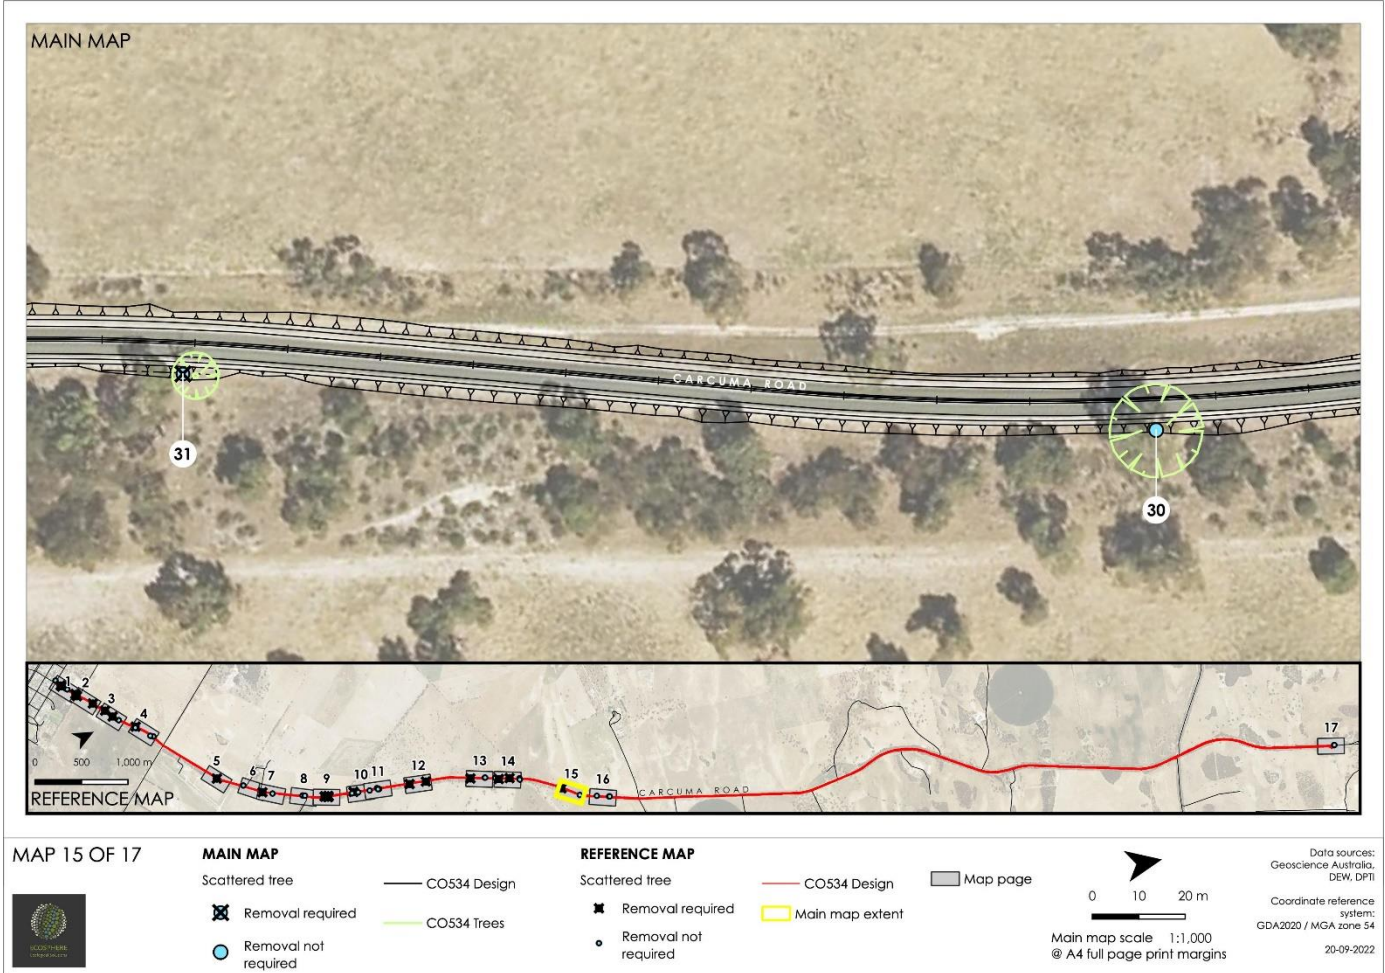 MAIN MAP
CARCUMA ROAD
31
30
1
2
3
4
5
6
7
8
9
10
11
12
13
14
15
16
17
0 500 1,000 m
CARCUMA ROAD
REFERENCE MAP
MAP 15 OF 17
MAIN MAP
Scattered tree
Removal required
Removal not
required
CO534 Design
CO534 Trees
REFERENCE MAP
Scattered tree
Removal required
Removal not
required
CO534 Design
Main map extent
Map page
0 10 20 m
Main map scale 1:1,000
@ A4 full page print margins
Data sources:
Geoscience Australia,
DEW, DPTI
Coordinate reference
system:
GDA2020 / MGA zone 54
20-09-2022
ECOSPHERE